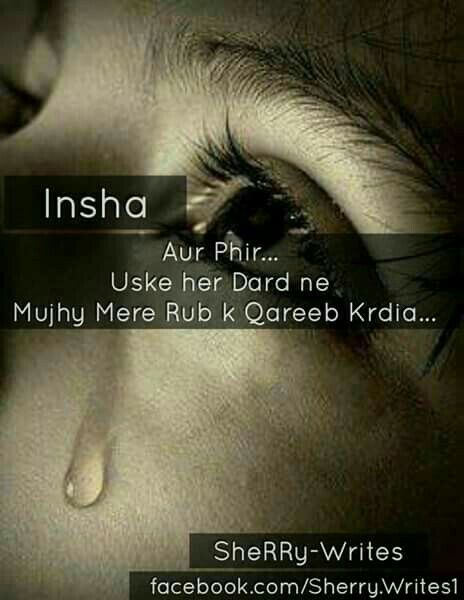 Insha
Aur Phir...
Uske her Dard ne
Mujhy Mere Rub k Qareeb Krdia...
SheRRy-Writes
facebook.com/Sherry.Writes1